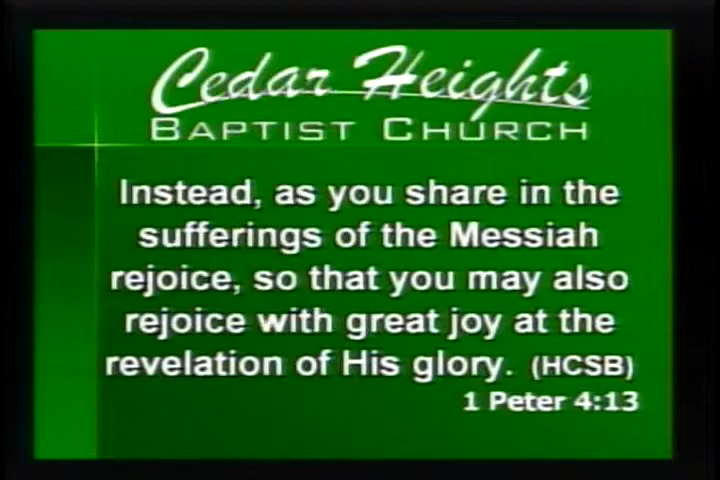 Cedar Heights
BAPTIST CHURCH
Instead, as you share in the
sufferings of the Messiah
rejoice, so that you may also
rejoice with great joy at the
revelation of His glory. (HCSB)
1 Peter 4:13